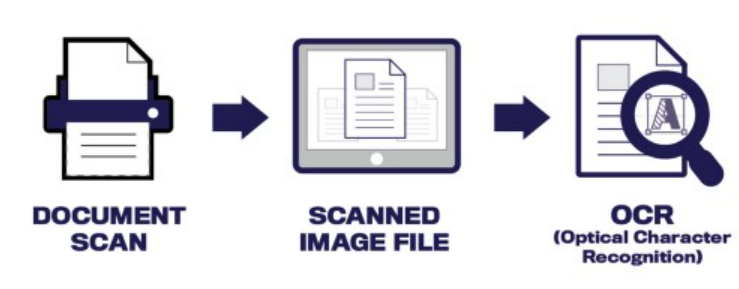 A
DOCUMENT
SCAN
SCANNED
IMAGE FILE
OCR
(Optical Character
Recognition)